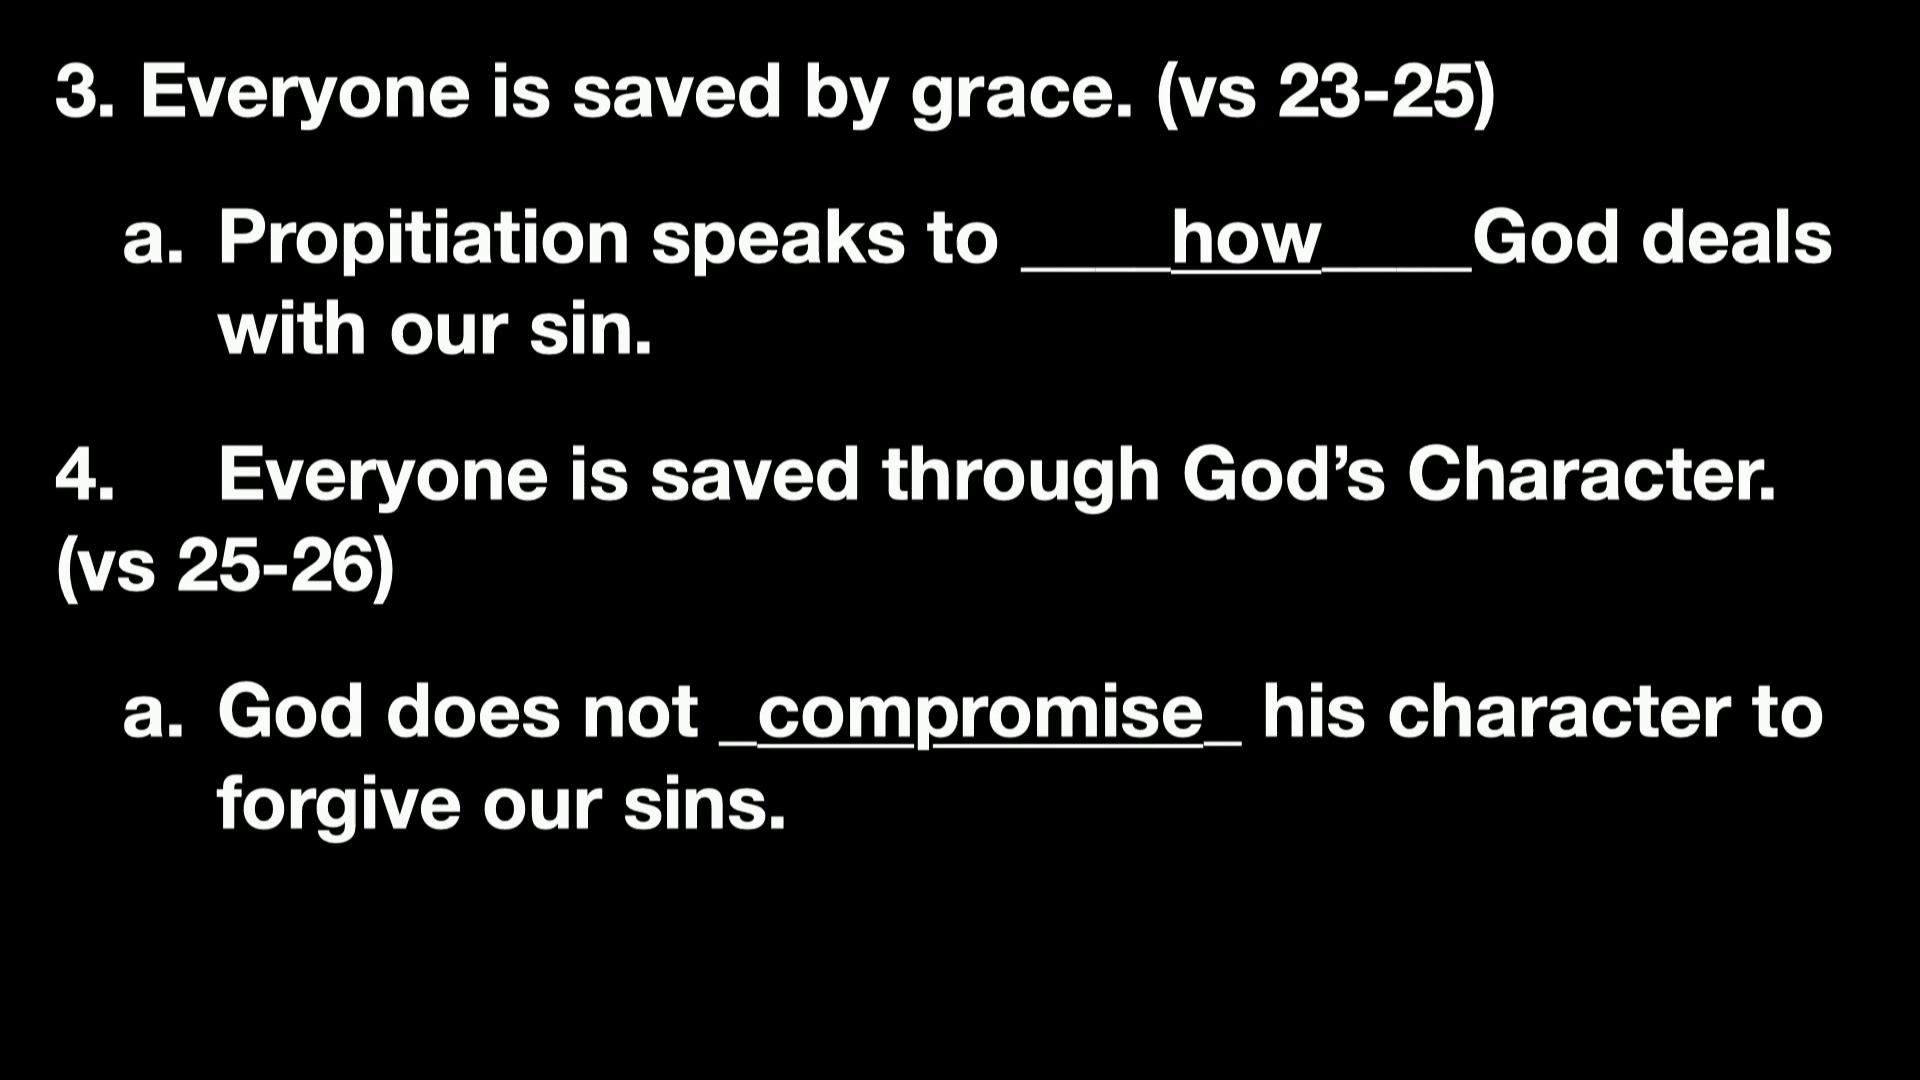 3. Everyone is saved by grace. (vs 23-25)
a. Propitiation speaks to ____how____God deals
with our sin.
4. Everyone is saved through God’s Character.
(vs 25-26)
a. God does not _compromise_ his character to
forgive our sins.